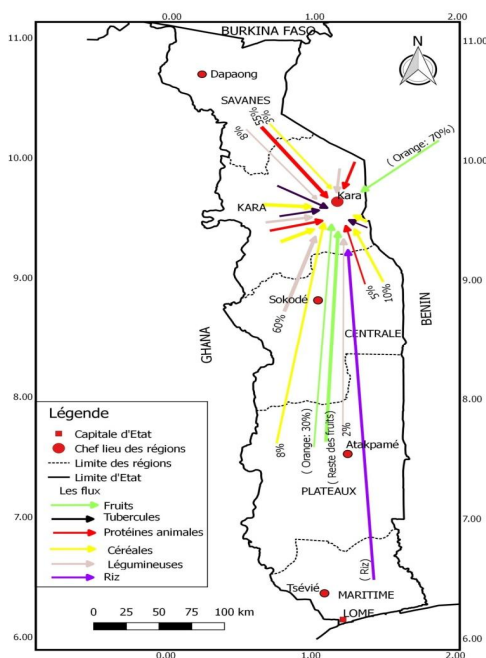 0.00 1.00 2.00
11.00 BURKINA FASO N 11.00
Dapaong
SAVANES
3%
55%
8%
( Orange: 70%)
10.00 10.00
Kara
KARA
9.00 9.00
5%
10%
Sokodé
60%
CENTRALE
GHANA
BENIN
8.00 8.00
8%
( Orange: 30%)
( Reste des fruits)
2%
Atakpamé
PLATEAUX
Légende
Capitale d'Etat
Chef lieu des régions
Limite des régions
Limite d'Etat
Les flux
Fruits
Tubercules
Protéines animales
Céréales
Légumineuses
Riz
7.00 7.00
( Riz)
Tsévié
MARITIME
LOME
0 25 50 75 100 km
6.00 6.00
0.00 1.00 2.00